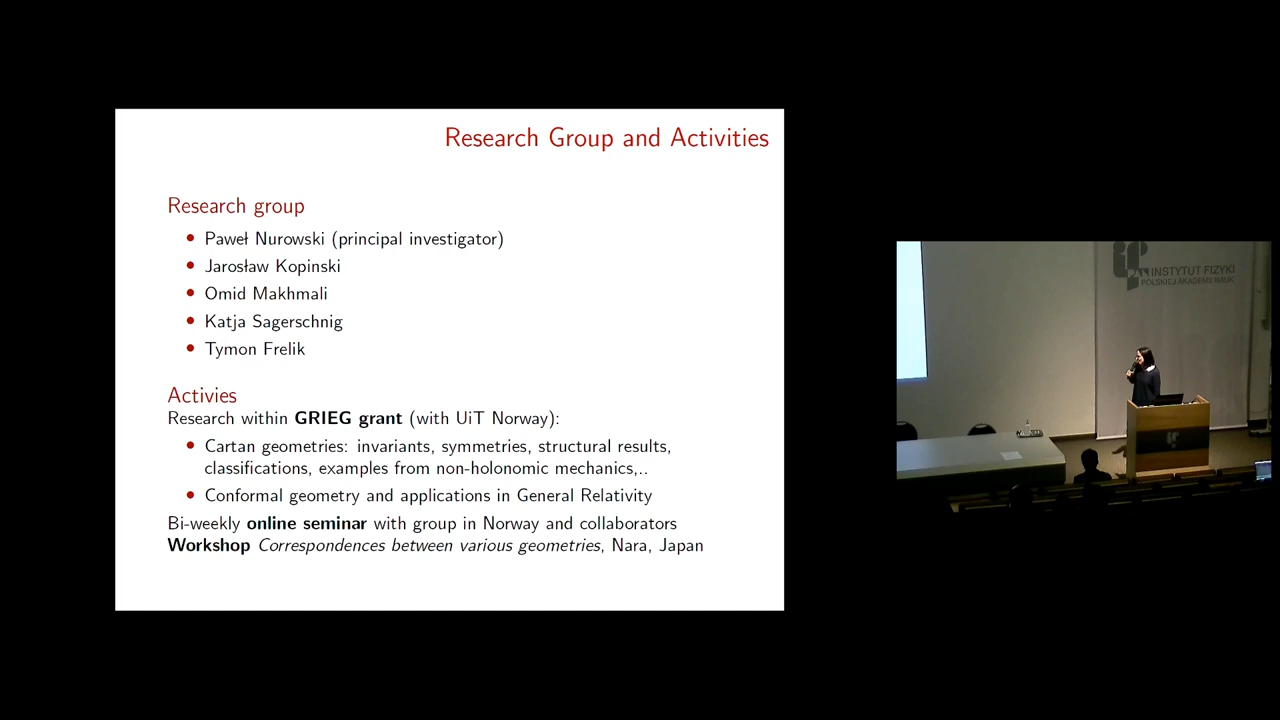 Research Group and Activities
Research group
Paweł Nurowski (principal investigator)
Jarosław Kopinski
Omid Makhmali
Katja Sagerschnig
Tymon Frelik
Activies
Research within GRIEG grant (with UiT Norway):
Cartan geometries: invariants, symmetries, structural results,
classifications, examples from non-holonomic mechanics,..
Conformal geometry and applications in General Relativity
Bi-weekly online seminar with group in Norway and collaborators
Workshop Correspondences between various geometries, Nara, Japan
INSTYTUT FIZYKI
POLSKIEJ AKADEMII NAUK